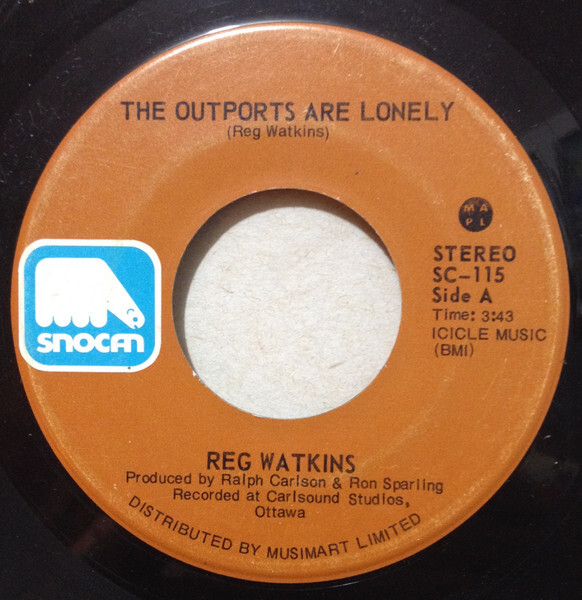 THE OUTPORTS ARE LONELY
(Reg Watkins)
M A
P L
STEREO
SC-115
Side A
Time: 3:43
ICICLE MUSIC
(BMI)
SNOCAN
REG WATKINS
Produced by Ralph Carlson & Ron Sparling
Recorded at Carlsound Studios,
Ottawa
DISTRIBUTED BY MUSIMART LIMITED